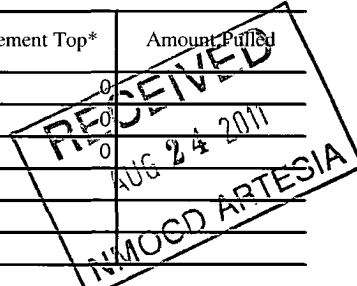 ement Top* Amount Pulled
0
0
0
RECEIVED
AUG 24 2011
NMOCD ARTESIA